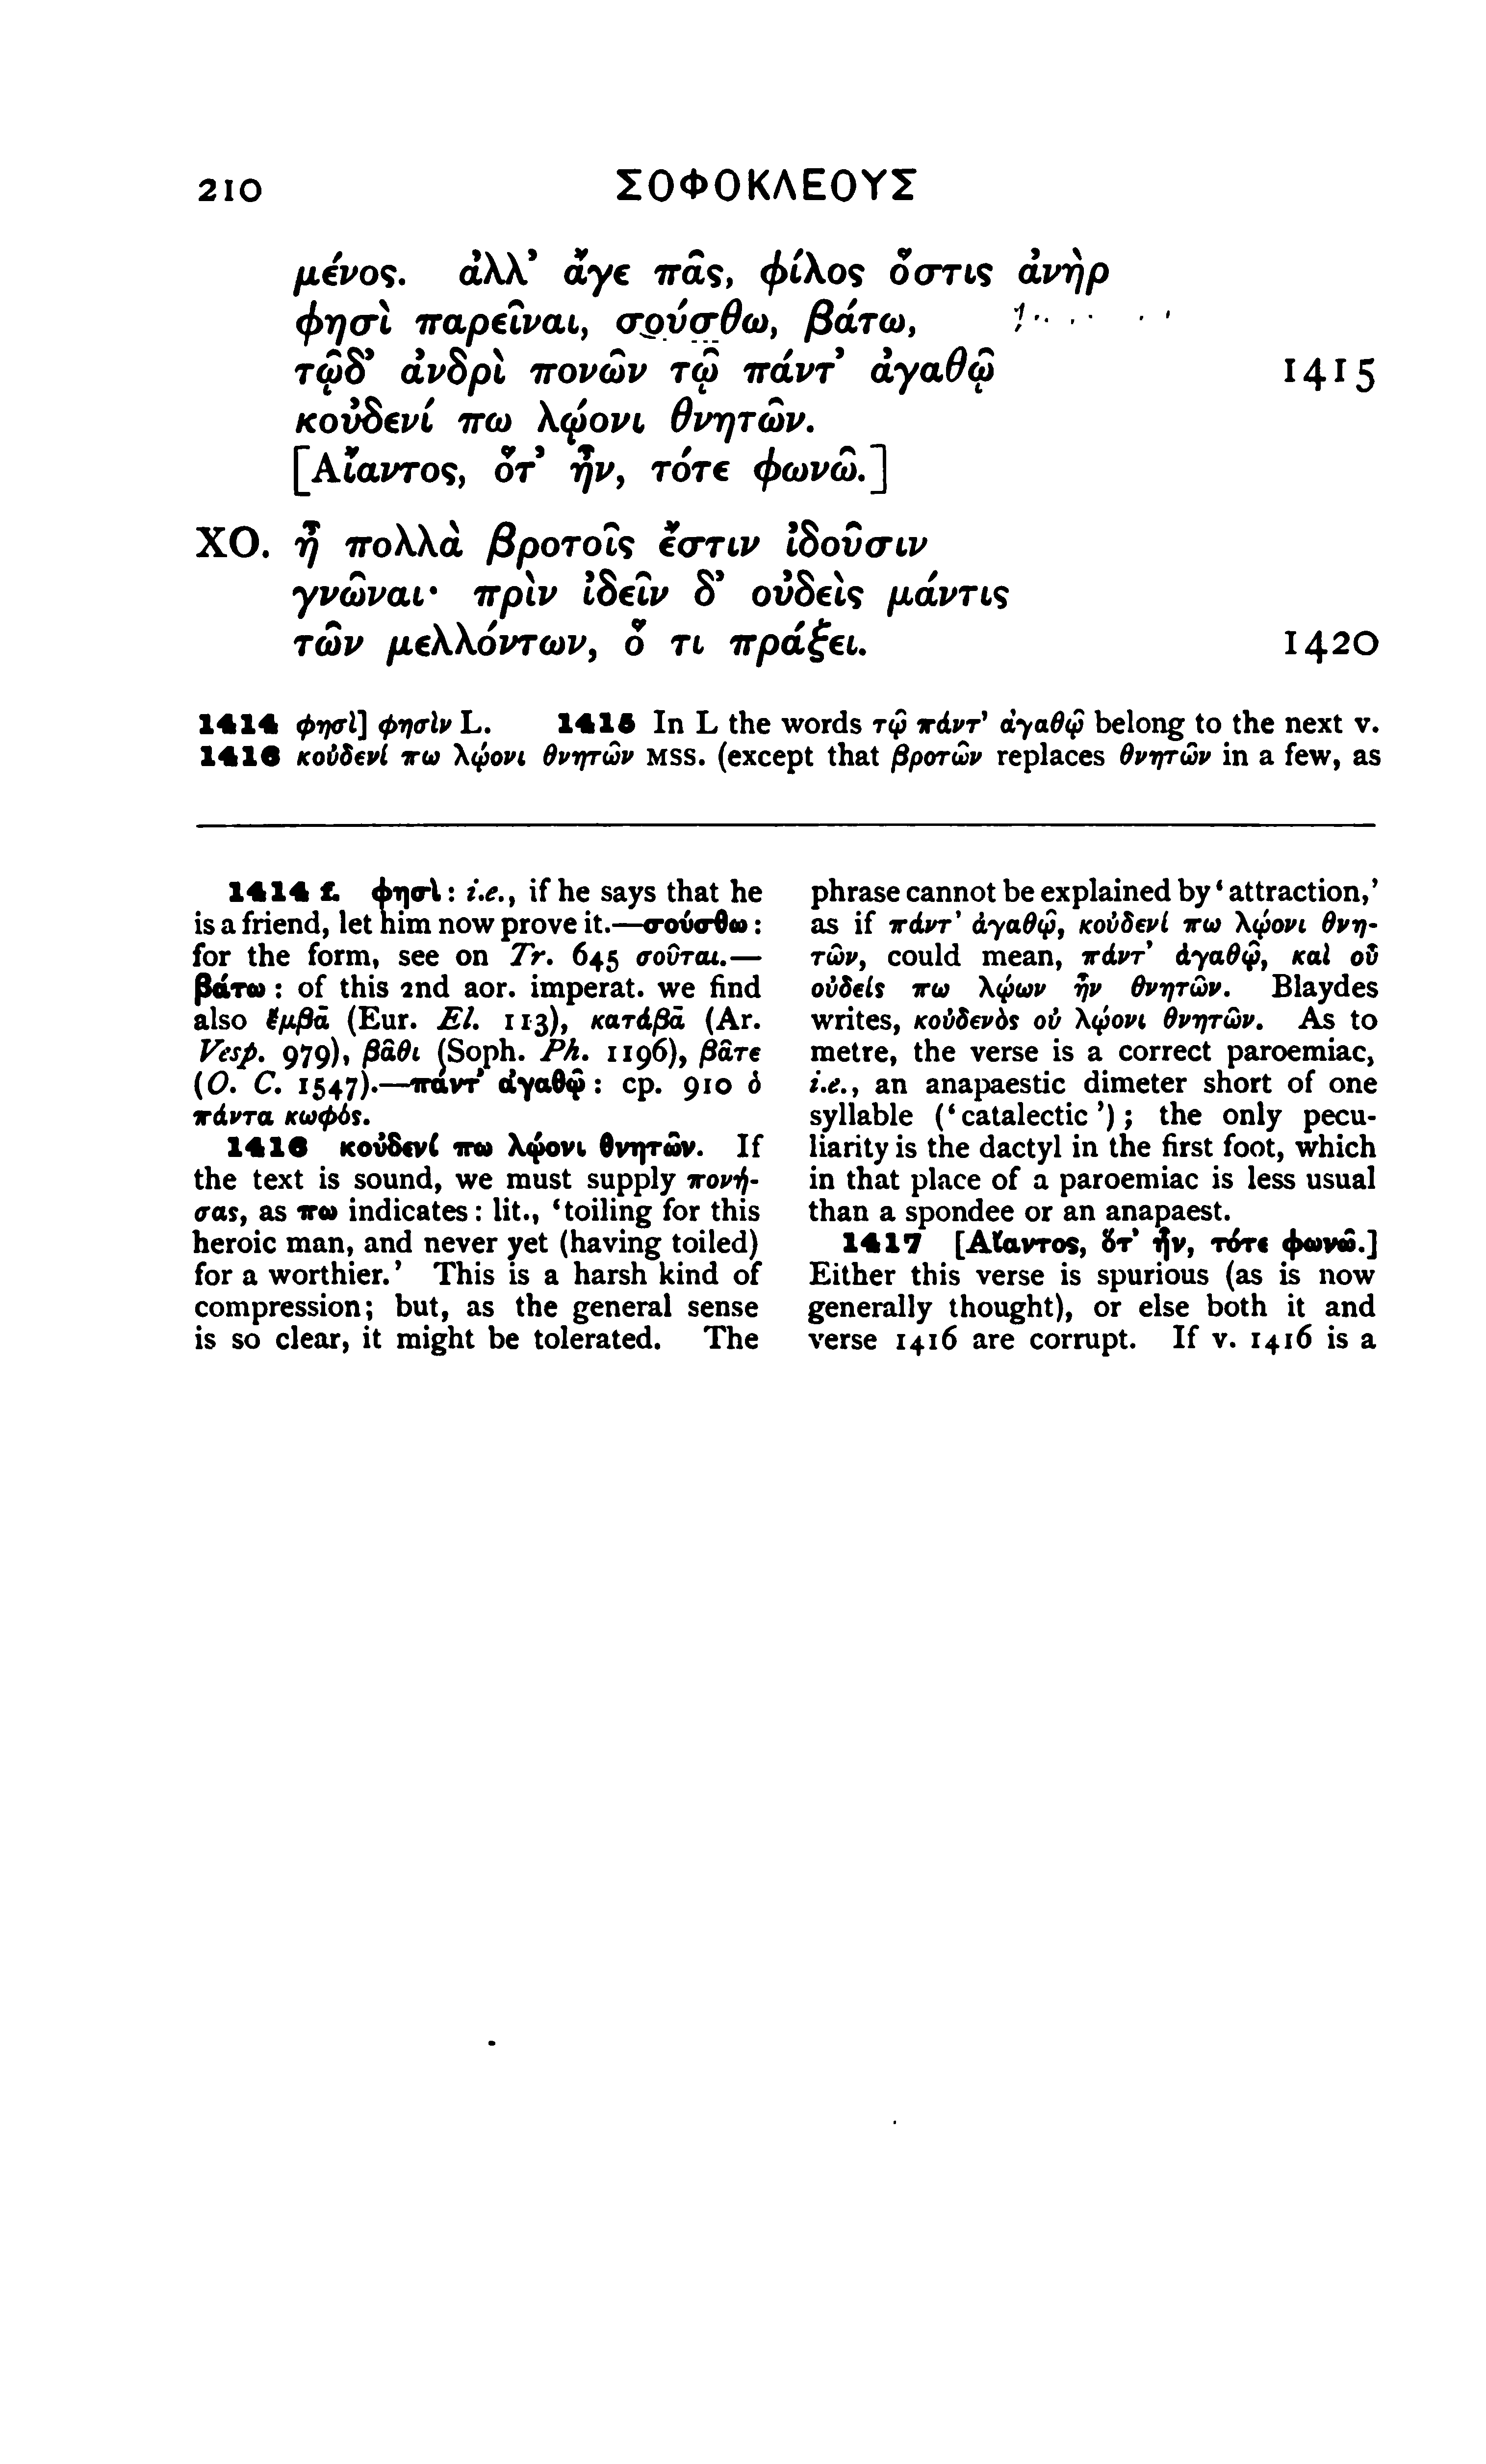 210 ΣΟΦΟΚΛΕΟΥΣ
μένος. ἀλλ’ ἄγε πᾶς, φίλος ὅστις ἀνὴρ
φησὶ παρεῖναι, σούσθω, βάτω,
τῷδ’ ἀνδρὶ πονῶν τῷ πάντ’ ἀγαθῷ 1415
κοὐδενί πω λῴονι θνητῶν.
[Αἴαντος, ὅτ’ ἦν, τότε φωνῶ.]
ΧΟ. ἦ πολλὰ βροτοῖς ἔστιν ἰδοῦσιν
γνῶναι· πρὶν ἰδεῖν δ’ οὐδεὶς μάντις
τῶν μελλόντων, ὅ τι πράξει. 1420
1414 φησὶ] φησὶν L. 1415 In L the words τῷ πάντ’ ἀγαθῷ belong to the next v.
1416 κοὐδενί πω λῴονι θνητῶν MSS. (except that βροτῶν replaces θνητῶν in a few, as
1414 f. φησὶ: i.e., if he says that he
is a friend, let him now prove it.—σούσθω:
for the form, see on Tr. 645 σοῦται.—
βάτω: of this 2nd aor. imperat. we find
also ἔμβᾱ (Eur. El. 113), κατάβᾱ (Ar.
Vesp. 979), βᾶθι (Soph. Ph. 1196), βᾶτε
(O. C. 1547).—πάντ’ ἀγαθῷ: cp. 910 ὁ
πάντα κωφός.
1416 κοὐδενί πω λῴονι θνητῶν. If
the text is sound, we must supply πονή-
σας, as πω indicates: lit., ‘toiling for this
heroic man, and never yet (having toiled)
for a worthier.’ This is a harsh kind of
compression; but, as the general sense
is so clear, it might be tolerated. The
phrase cannot be explained by ‘attraction,’
as if πάντ’ ἀγαθῷ, κοὐδενί πω λῴονι θνη-
τῶν, could mean, πάντ’ ἀγαθῷ, καὶ οὗ
οὐδείς πω λῴων ἦν θνητῶν. Blaydes
writes, κοὐδενὸς οὐ λῴονι θνητῶν. As to
metre, the verse is a correct paroemiac,
i.e., an anapaestic dimeter short of one
syllable (‘catalectic’); the only pecu-
liarity is the dactyl in the first foot, which
in that place of a paroemiac is less usual
than a spondee or an anapaest.
1417 [Αἴαντος, ὅτ’ ἦν, τότε φωνῶ.]
Either this verse is spurious (as is now
generally thought), or else both it and
verse 1416 are corrupt. If v. 1416 is a